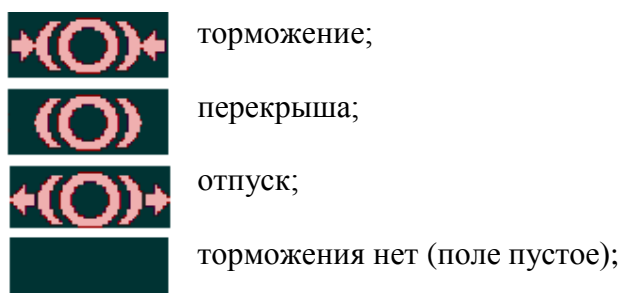 торможение;
перекрыша;
отпуск;
торможения нет (поле пустое);